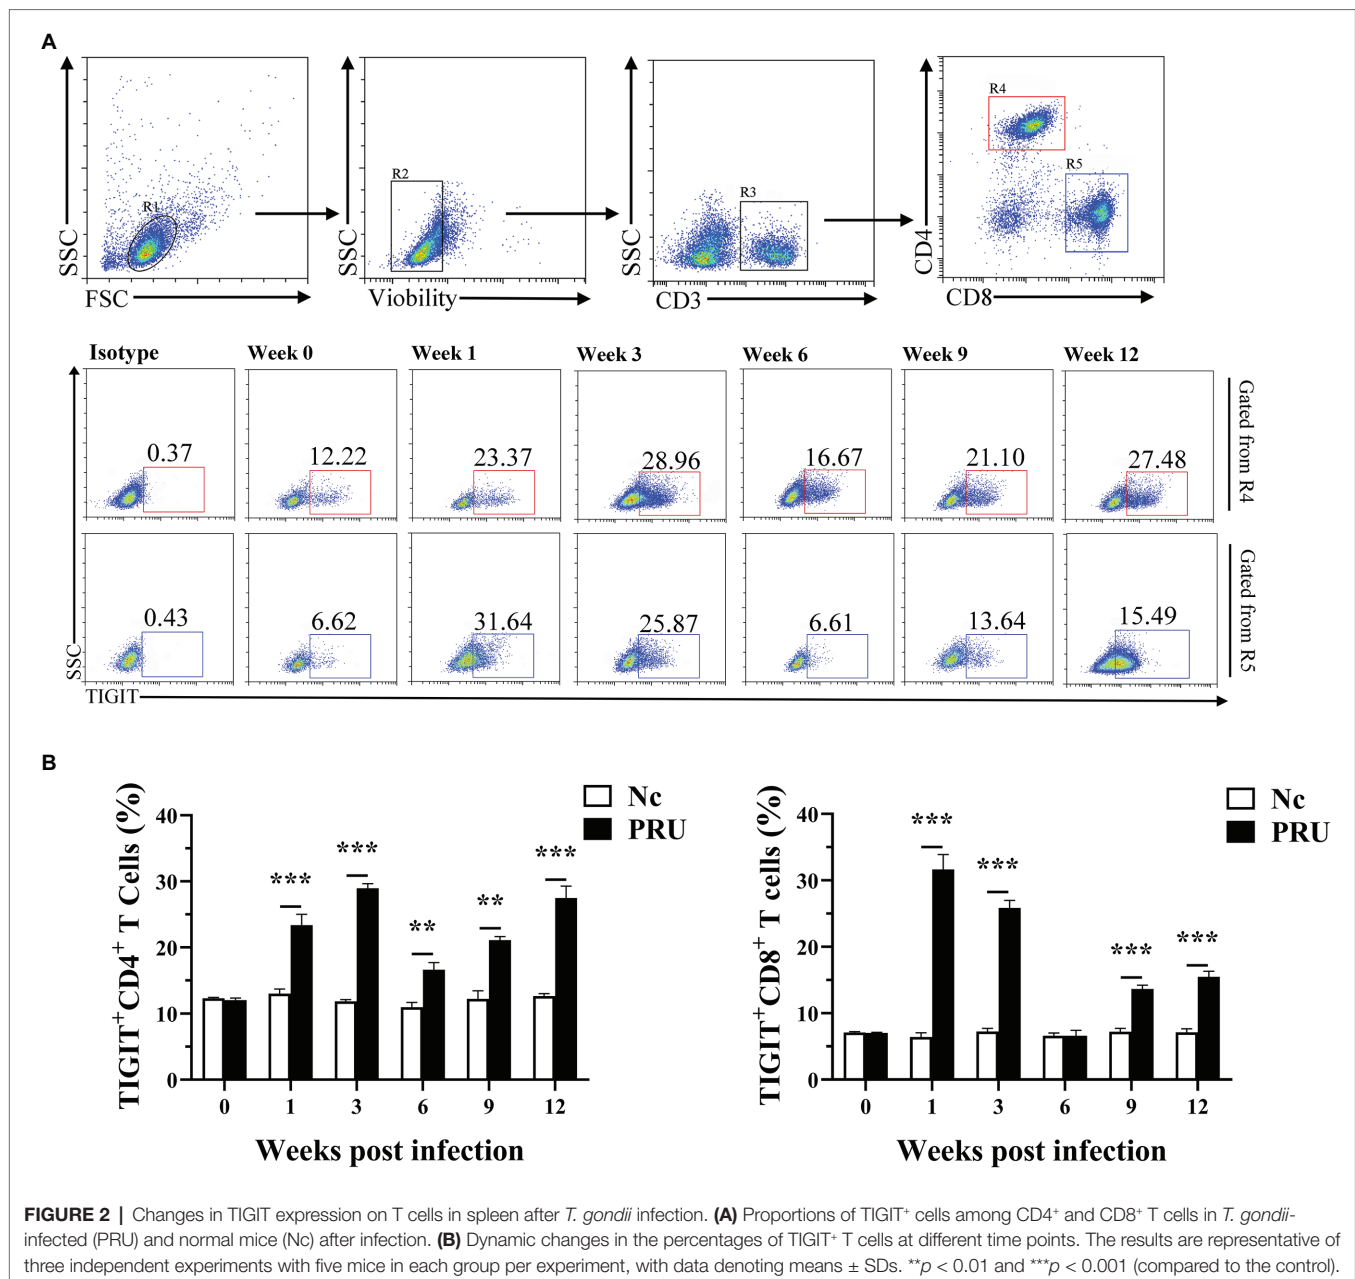 A
R1
SSC
FSC
R2
SSC
Viobility
R3
SSC
CD3
R4
R5
CD4
CD8
Isotype Week 0 Week 1 Week 3 Week 6 Week 9 Week 12
0.37 12.22 23.37 28.96 16.67 21.10 27.48
Gated from R4
0.43 6.62 31.64 25.87 6.61 13.64 15.49
Gated from R5
SSC
TIGIT
B
TIGIT⁺CD4⁺ T Cells (%)
40
30
20
10
0
*** *** ** ** ***
Nc
PRU
0 1 3 6 9 12
Weeks post infection
TIGIT⁺CD8⁺ T cells (%)
40
30
20
10
0
*** *** *** ***
Nc
PRU
0 1 3 6 9 12
Weeks post infection
FIGURE 2 | Changes in TIGIT expression on T cells in spleen after T. gondii infection. (A) Proportions of TIGIT⁺ cells among CD4⁺ and CD8⁺ T cells in T. gondii-
infected (PRU) and normal mice (Nc) after infection. (B) Dynamic changes in the percentages of TIGIT⁺ T cells at different time points. The results are representative of
three independent experiments with five mice in each group per experiment, with data denoting means ± SDs. **p < 0.01 and ***p < 0.001 (compared to the control).